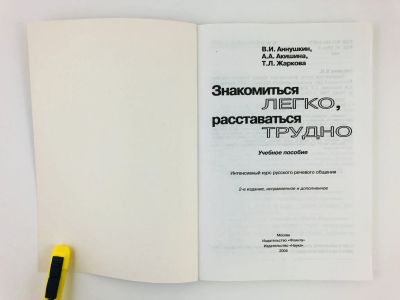 В.И. Аннушкин,
А.А. Акишина,
Т.Л. Жаркова
Знакомиться
ЛЕГКО,
расставаться
ТРУДНО
Учебное пособие
Интенсивный курс русского речевого общения
2-е издание, исправленное и дополненное
Москва
Издательство «Флинта»
Издательство «Наука»
2004